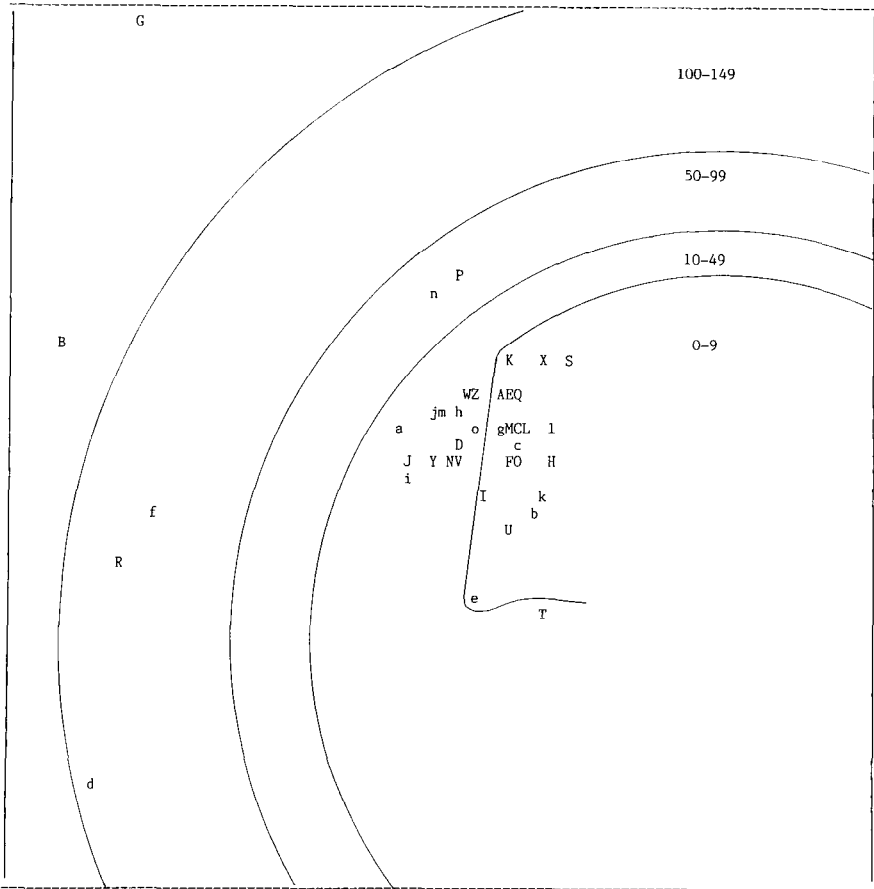 G
100-149
50-99
P
10-49
n
B
0-9
K X S
WZ AEQ
jm h
a o gMCL l
D c
J Y NV FO H
i
I k
f b
U
R
e
T
d